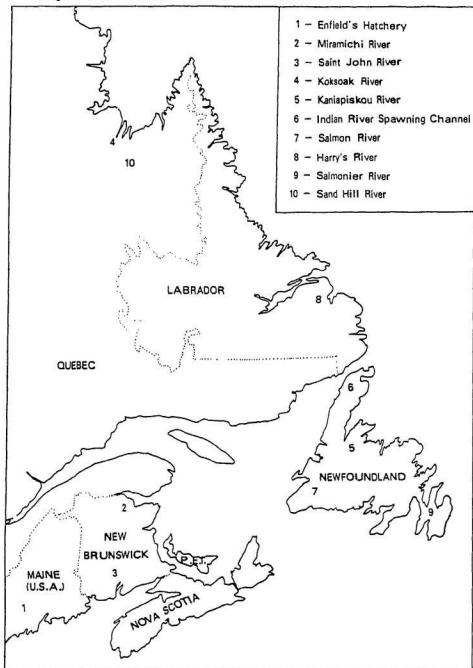 1 – Enfield's Hatchery
2 – Miramichi River
3 – Saint John River
4 – Koksoak River
5 – Kaniapiskou River
6 – Indian River Spawning Channel
7 – Salmon River
8 – Harry's River
9 – Salmonier River
10 – Sand Hill River
4
10
LABRADOR
8
QUEBEC
6
5
NEWFOUNDLAND
7
9
2
NEW
BRUNSWICK
P.E.I.
MAINE
(U.S.A.)
3
1
NOVA SCOTIA